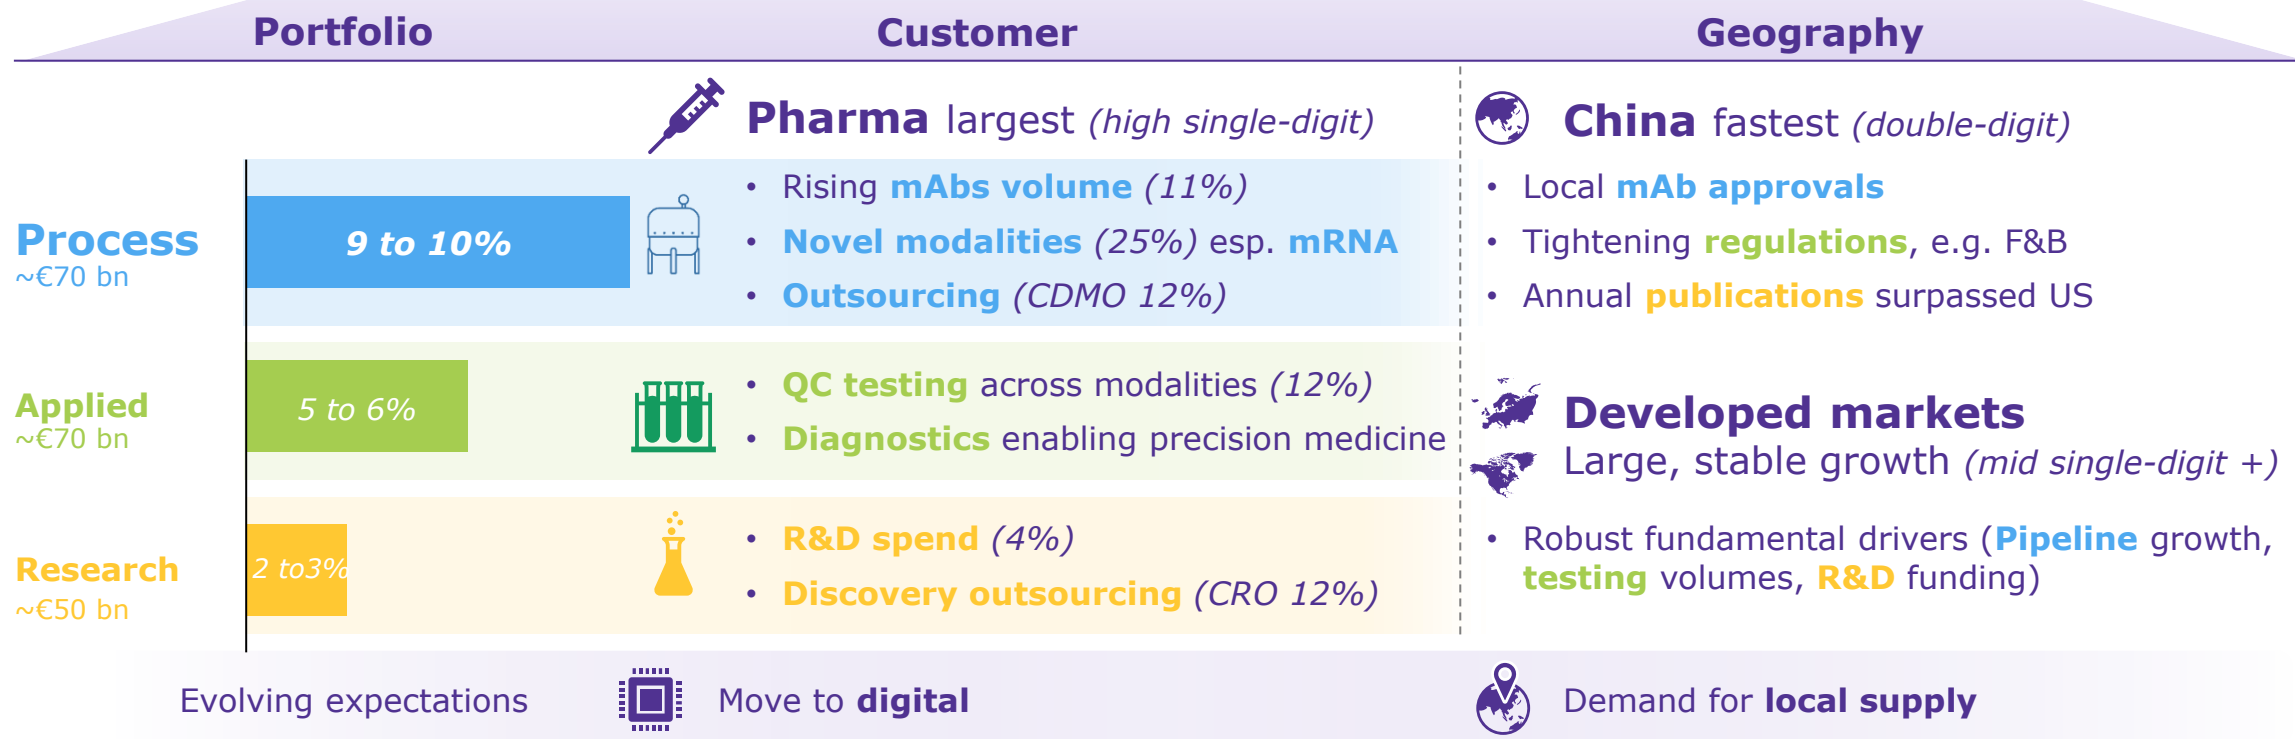 Portfolio
Customer
Geography
Pharma largest (high single-digit)
China fastest (double-digit)
Process
~€70 bn
9 to 10%
• Rising mAbs volume (11%)
• Novel modalities (25%) esp. mRNA
• Outsourcing (CDMO 12%)
• Local mAb approvals
• Tightening regulations, e.g. F&B
• Annual publications surpassed US
Applied
~€70 bn
5 to 6%
• QC testing across modalities (12%)
• Diagnostics enabling precision medicine
Developed markets
Large, stable growth (mid single-digit +)
Research
~€50 bn
2 to3%
• R&D spend (4%)
• Discovery outsourcing (CRO 12%)
• Robust fundamental drivers (Pipeline growth,
testing volumes, R&D funding)
Evolving expectations
Move to digital
Demand for local supply